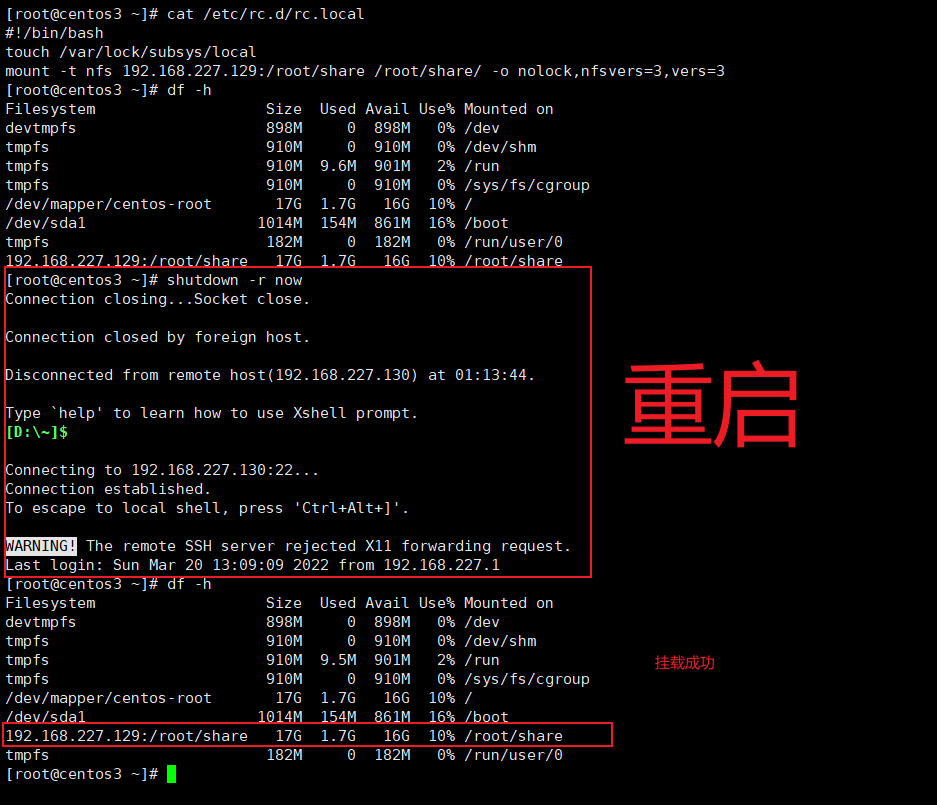 [root@centos3 ~]# cat /etc/rc.d/rc.local
#!/bin/bash
touch /var/lock/subsys/local
mount -t nfs 192.168.227.129:/root/share /root/share/ -o nolock,nfsvers=3,vers=3
[root@centos3 ~]# df -h
Filesystem                   Size  Used Avail Use% Mounted on
devtmpfs                     898M     0  898M   0% /dev
tmpfs                        910M     0  910M   0% /dev/shm
tmpfs                        910M  9.6M  901M   2% /run
tmpfs                        910M     0  910M   0% /sys/fs/cgroup
/dev/mapper/centos-root       17G  1.7G   16G  10% /
/dev/sda1                   1014M  154M  861M  16% /boot
tmpfs                        182M     0  182M   0% /run/user/0
192.168.227.129:/root/share   17G  1.7G   16G  10% /root/share
[root@centos3 ~]# shutdown -r now
Connection closing...Socket close.
Connection closed by foreign host.
Disconnected from remote host(192.168.227.130) at 01:13:44.
重启
Type `help' to learn how to use Xshell prompt.
[D:\~]$
Connecting to 192.168.227.130:22...
Connection established.
To escape to local shell, press 'Ctrl+Alt+]'.
WARNING! The remote SSH server rejected X11 forwarding request.
Last login: Sun Mar 20 13:09:09 2022 from 192.168.227.1
[root@centos3 ~]# df -h
Filesystem                   Size  Used Avail Use% Mounted on
devtmpfs                     898M     0  898M   0% /dev
tmpfs                        910M     0  910M   0% /dev/shm
tmpfs                        910M  9.5M  901M   2% /run
挂载成功
tmpfs                        910M     0  910M   0% /sys/fs/cgroup
/dev/mapper/centos-root       17G  1.7G   16G  10% /
/dev/sda1                   1014M  154M  861M  16% /boot
192.168.227.129:/root/share   17G  1.7G   16G  10% /root/share
tmpfs                        182M     0  182M   0% /run/user/0
[root@centos3 ~]#